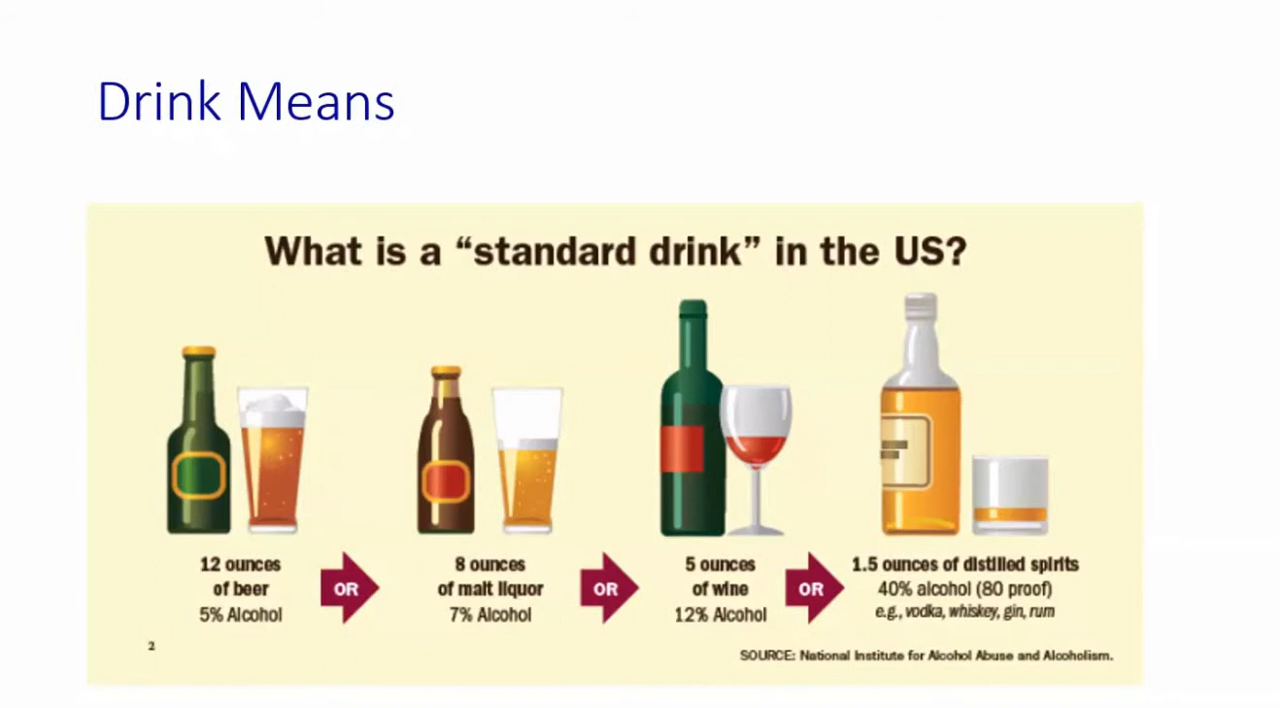 Drink Means
What is a “standard drink” in the US?
12 ounces
of beer
5% Alcohol
OR
8 ounces
of malt liquor
7% Alcohol
OR
5 ounces
of wine
12% Alcohol
OR
1.5 ounces of distilled spirits
40% alcohol (80 proof)
e.g., vodka, whiskey, gin, rum
2
SOURCE: National Institute for Alcohol Abuse and Alcoholism.